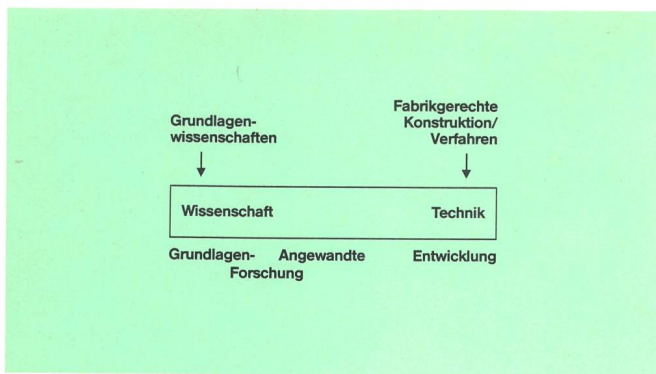 Grundlagen-
wissenschaften
Fabrikgerechte
Konstruktion/
Verfahren
Wissenschaft Technik
Grundlagen- Angewandte Entwicklung
Forschung